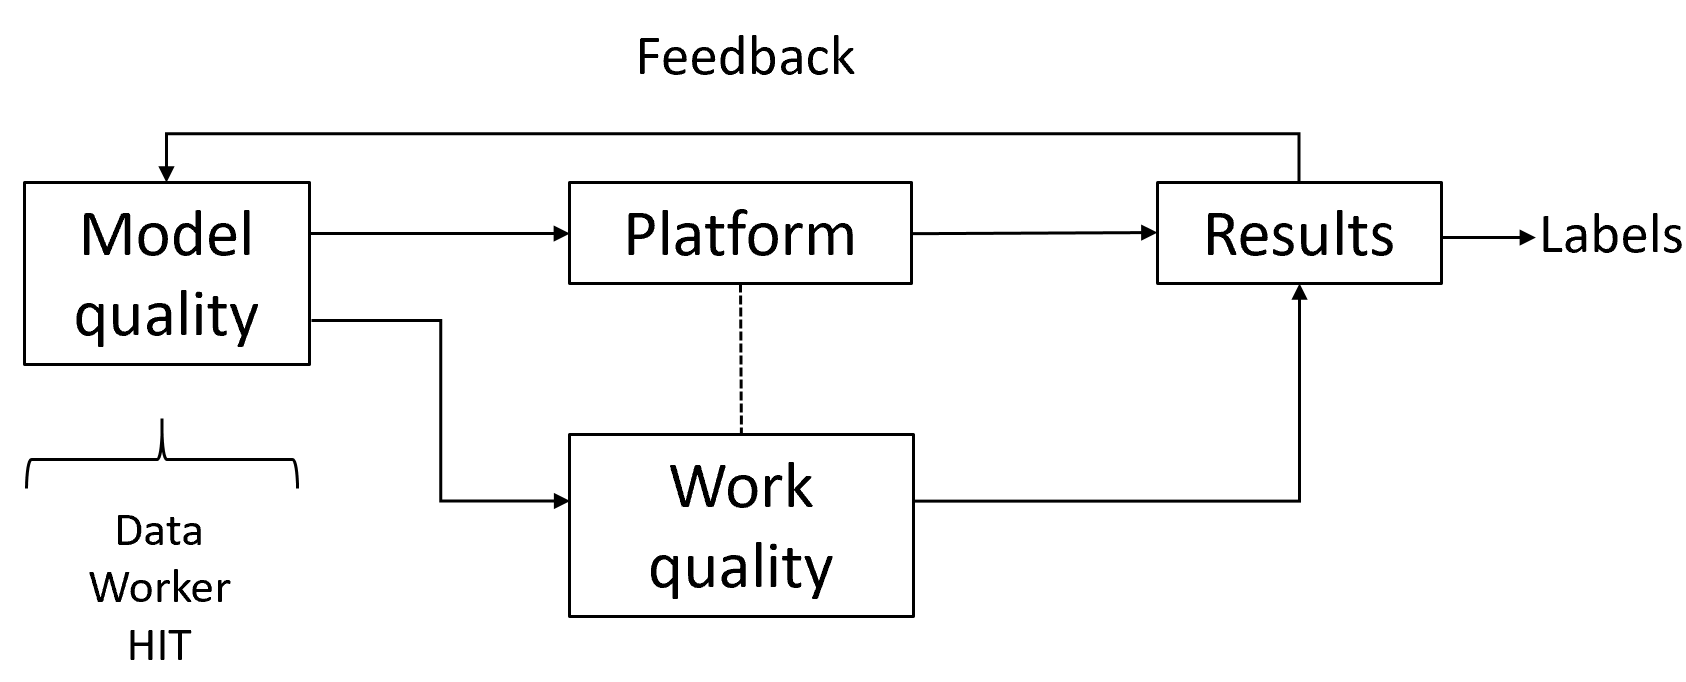 Feedback
Model
quality
Platform
Results
Labels
Work
quality
Data
Worker
HIT